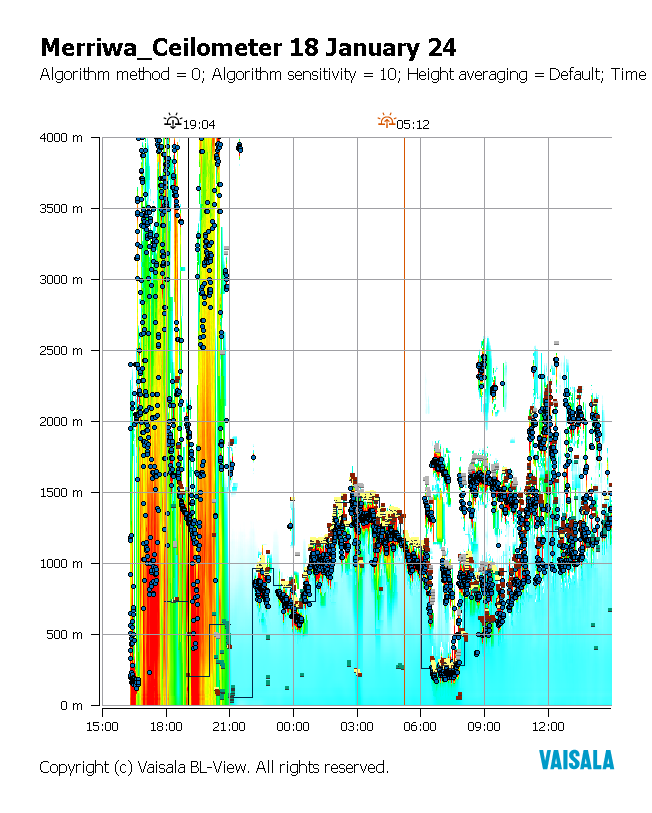 Merriwa_Ceilometer 18 January 24
Algorithm method = 0; Algorithm sensitivity = 10; Height averaging = Default; Time
19:04 05:12
4000 m
3500 m
3000 m
2500 m
2000 m
1500 m
1000 m
500 m
0 m
15:00 18:00 21:00 00:00 03:00 06:00 09:00 12:00
Copyright (c) Vaisala BL-View. All rights reserved.
VAISALA